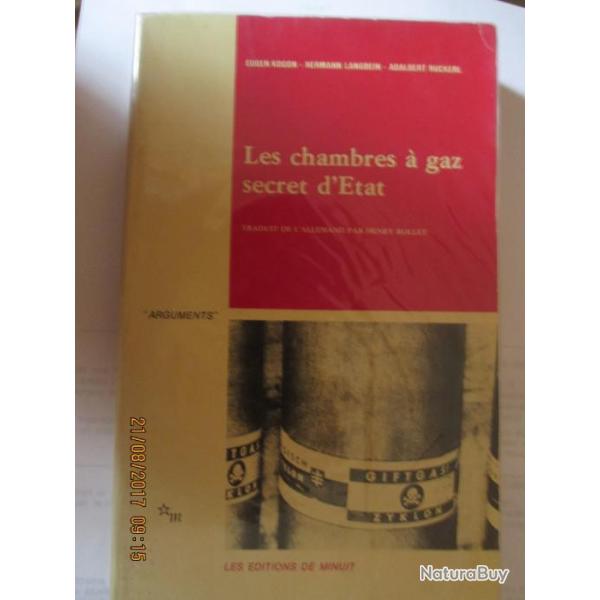 EUGEN KOGON - HERMANN LANGBEIN - ADALBERT RUCKERL
Les chambres à gaz
secret d'Etat
TRADUIT DE L'ALLEMAND PAR HENRY ROLLET
"ARGUMENTS"
GIFTGAS!
ZYKLON
m
LES EDITIONS DE MINUIT
21/08/2017 09:15
NaturaBuy